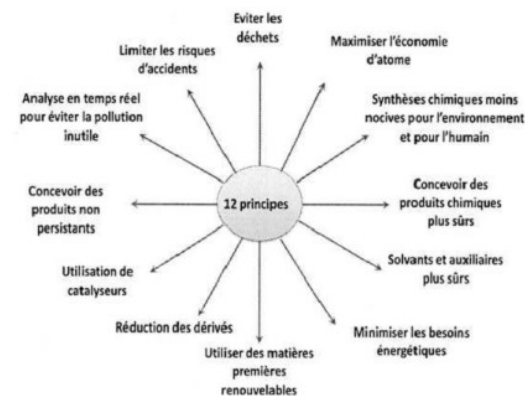 Eviter les
déchets
Maximiser l'économie
d'atome
Synthèses chimiques moins
nocives pour l'environnement
et pour l'humain
Concevoir des
produits chimiques
plus sûrs
Solvants et auxiliaires
plus sûrs
Minimiser les besoins
énergétiques
Utiliser des matières
premières
renouvelables
Réduction des dérivés
Utilisation de
catalyseurs
Concevoir des
produits non
persistants
Analyse en temps réel
pour éviter la pollution
inutile
Limiter les risques
d'accidents
12 principes